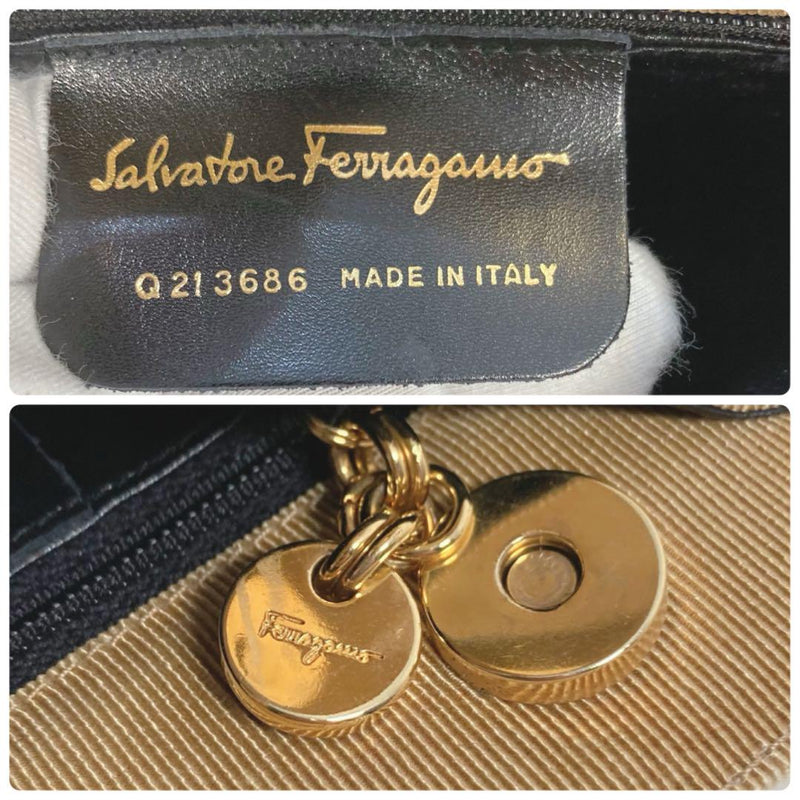 Salvatore Ferragamo
Q 21 3686 MADE IN ITALY
Ferragamo